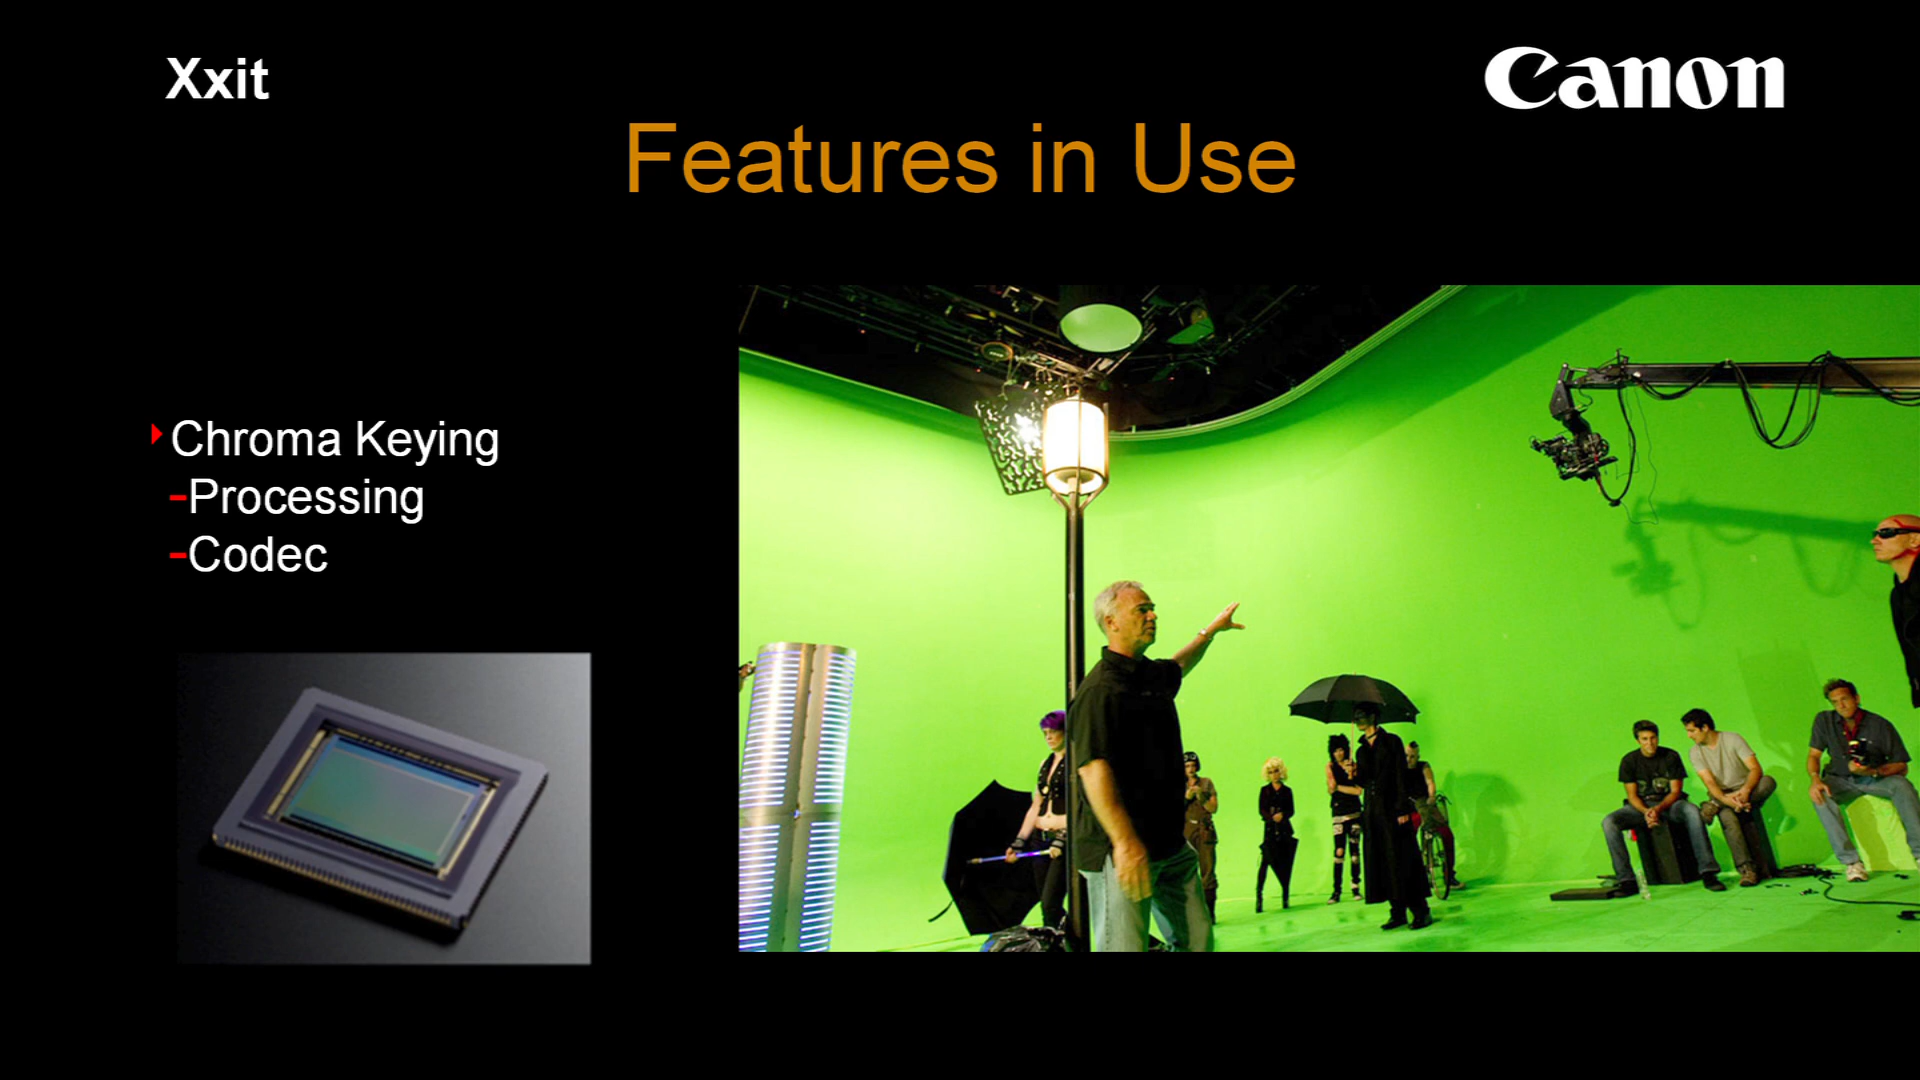 Xxit
Canon
Features in Use
Chroma Keying
-Processing
-Codec